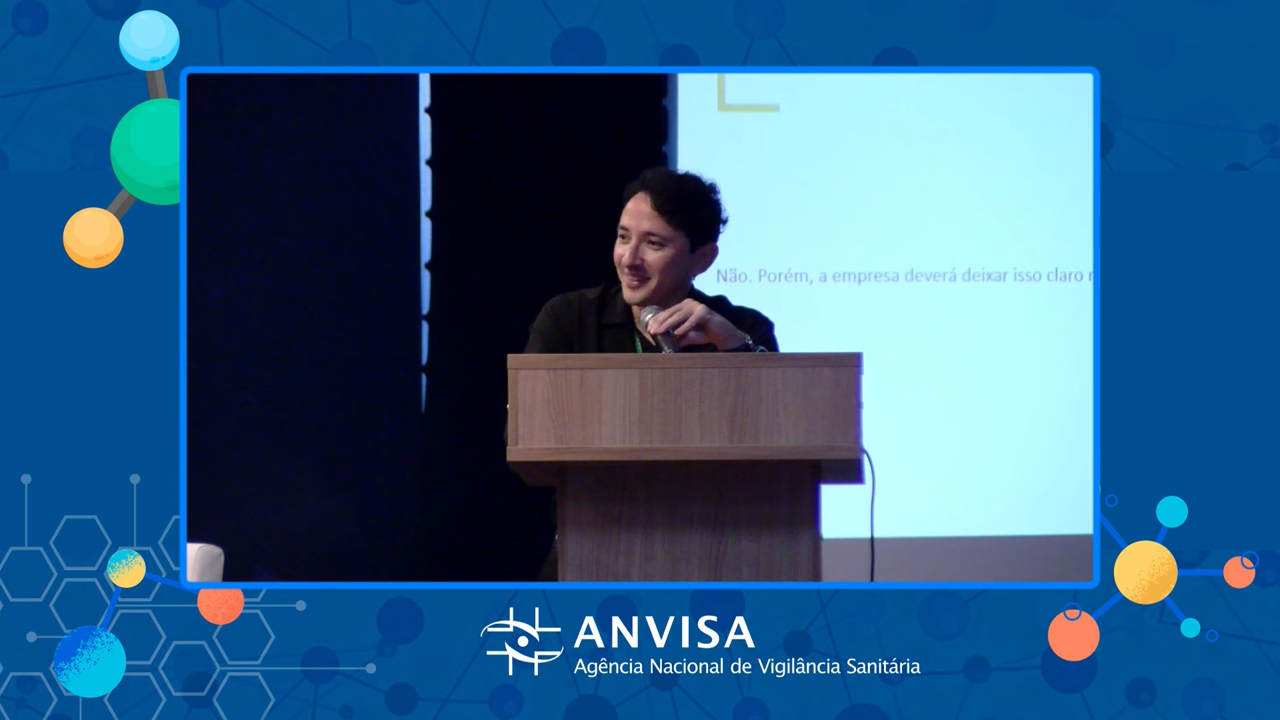 Não. Porém, a empresa deverá deixar isso claro
ANVISA
Agência Nacional de Vigilância Sanitária